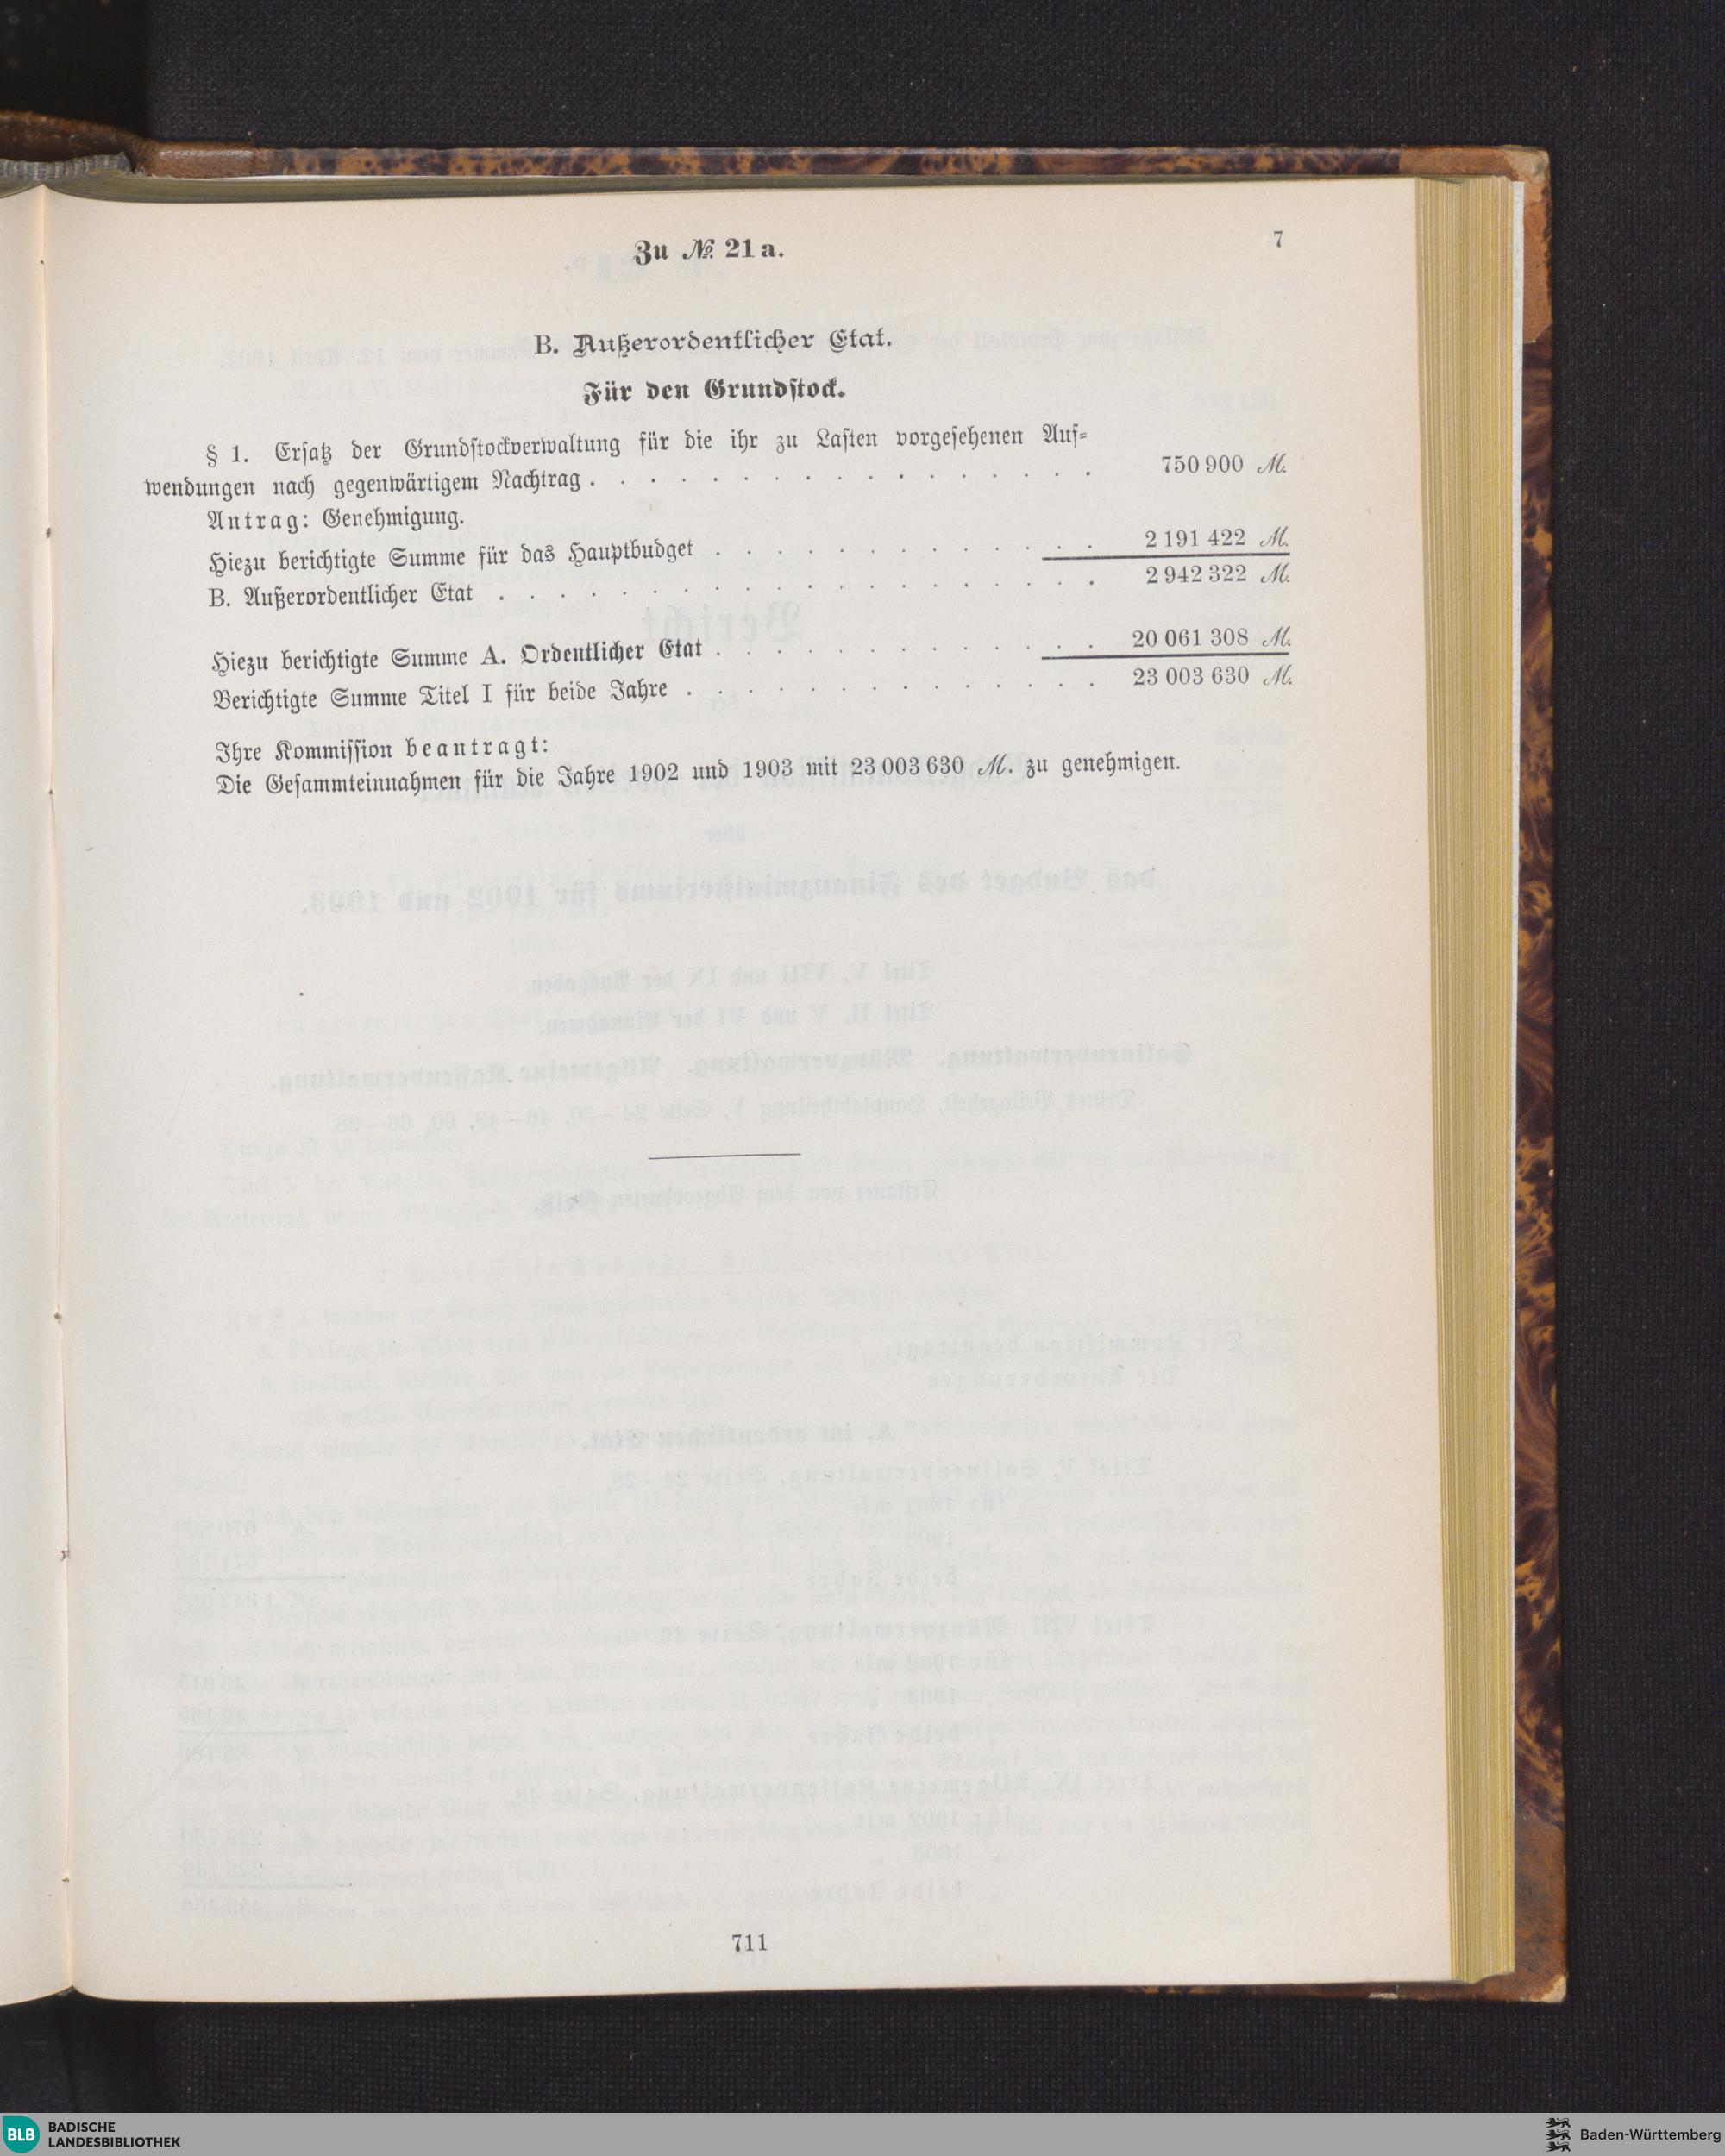 Zu № 21 a.
7
B. Außerordentlicher Etat.
Für den Grundstock.
§ 1. Ersatz der Grundstockverwaltung für die ihr zu Lasten vorgesehenen Auf-
wendungen nach gegenwärtigem Nachtrag . . . . . . . . . . . . . . 750 900 M.
Antrag: Genehmigung.
Hiezu berichtigte Summe für das Hauptbudget . . . . . . . . . . . . . 2 191 422 M.
B. Außerordentlicher Etat . . . . . . . . . . . . . . . . . . . . 2 942 322 M.
Hiezu berichtigte Summe A. Ordentlicher Etat . . . . . . . . . . . . . 20 061 308 M.
Berichtigte Summe Titel I für beide Jahre . . . . . . . . . . . . . . 23 003 630 M.
Ihre Kommission beantragt:
Die Gesammteinnahmen für die Jahre 1902 und 1903 mit 23 003 630 M. zu genehmigen.
711
BLB BADISCHE
LANDESBIBLIOTHEK
Baden-Württemberg